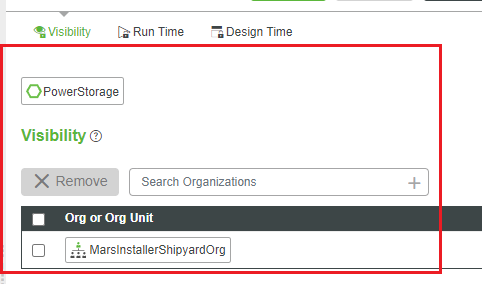 Visibility Run Time Design Time
PowerStorage
Visibility
Remove Search Organizations
Org or Org Unit
MarsInstallerShipyardOrg